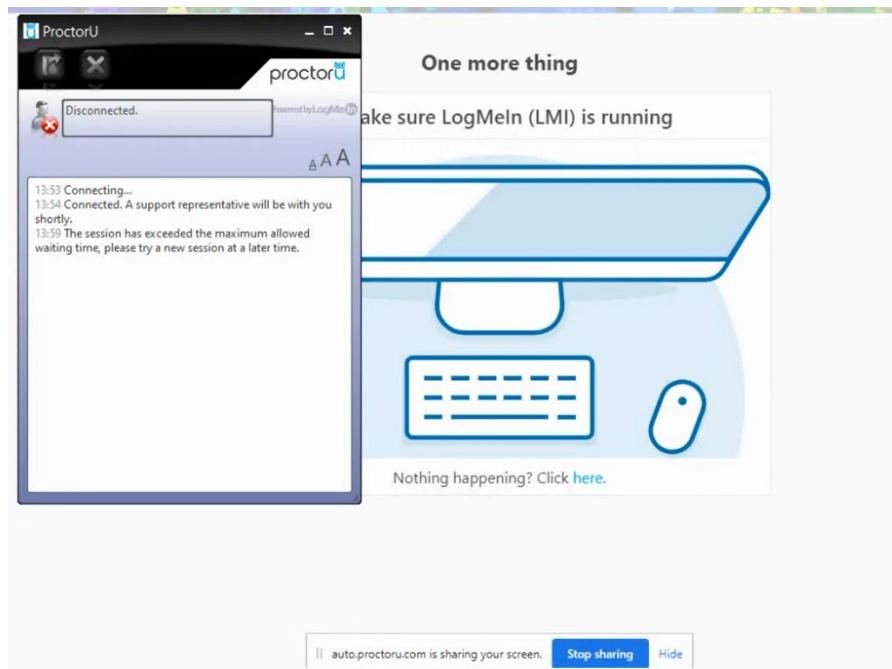 ProctorU
proctorU
Disconnected.
Powered by LogMeIn
A A A
13:53 Connecting...
13:54 Connected. A support representative will be with you
shortly.
13:59 The session has exceeded the maximum allowed
waiting time, please try a new session at a later time.
One more thing
ake sure LogMeIn (LMI) is running
Nothing happening? Click here.
auto.proctoru.com is sharing your screen.
Stop sharing
Hide